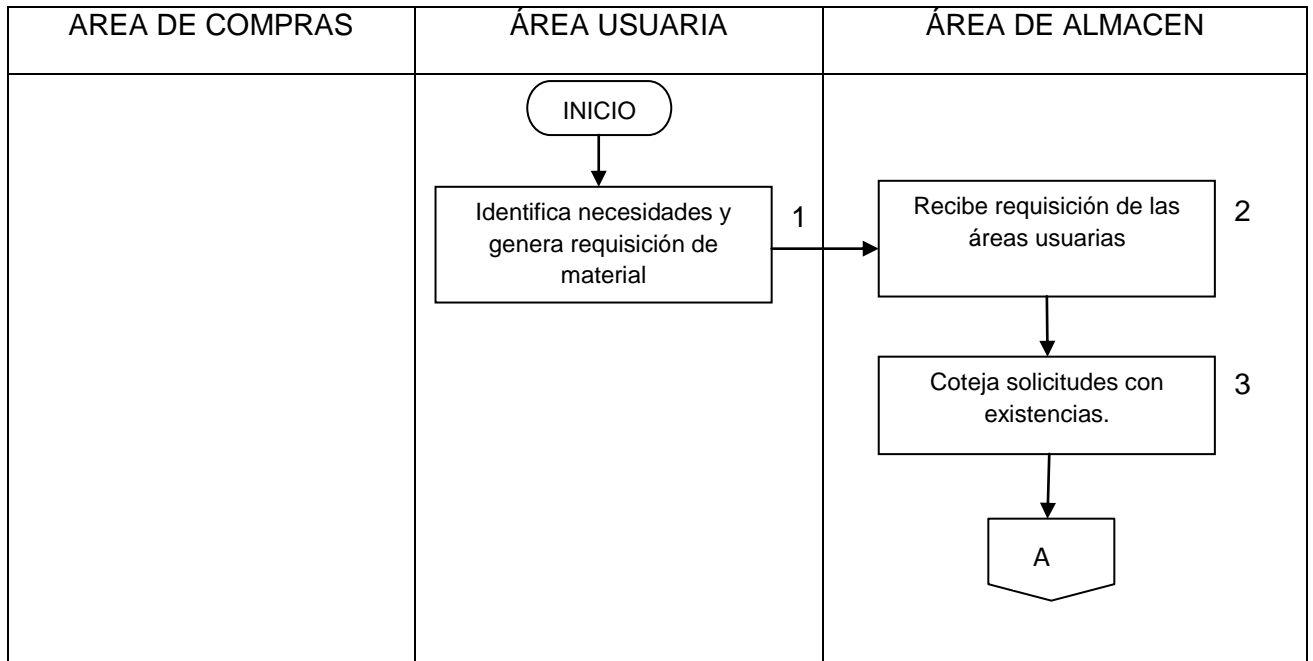 AREA DE COMPRAS
ÁREA USUARIA
ÁREA DE ALMACEN
INICIO
Identifica necesidades y
genera requisición de
material
1
Recibe requisición de las
áreas usuarias
2
Coteja solicitudes con
existencias.
3
A